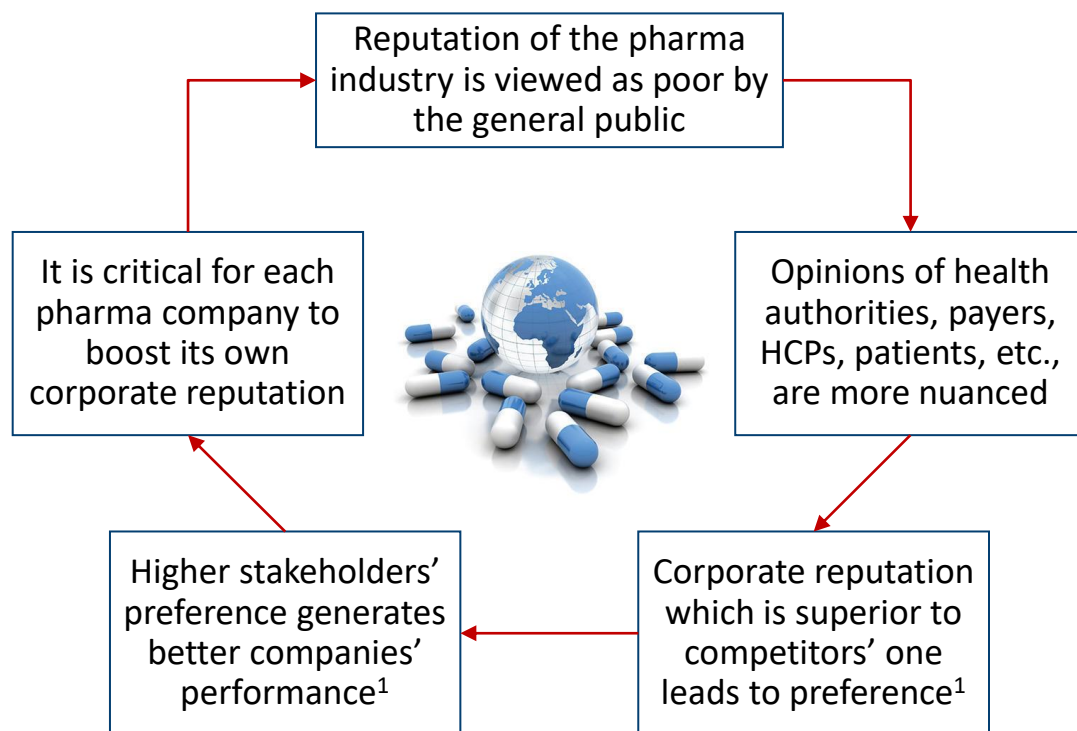 Reputation of the pharma
industry is viewed as poor by
the general public
Opinions of health
authorities, payers,
HCPs, patients, etc.,
are more nuanced
Corporate reputation
which is superior to
competitors’ one
leads to preference¹
Higher stakeholders’
preference generates
better companies’
performance¹
It is critical for each
pharma company to
boost its own
corporate reputation